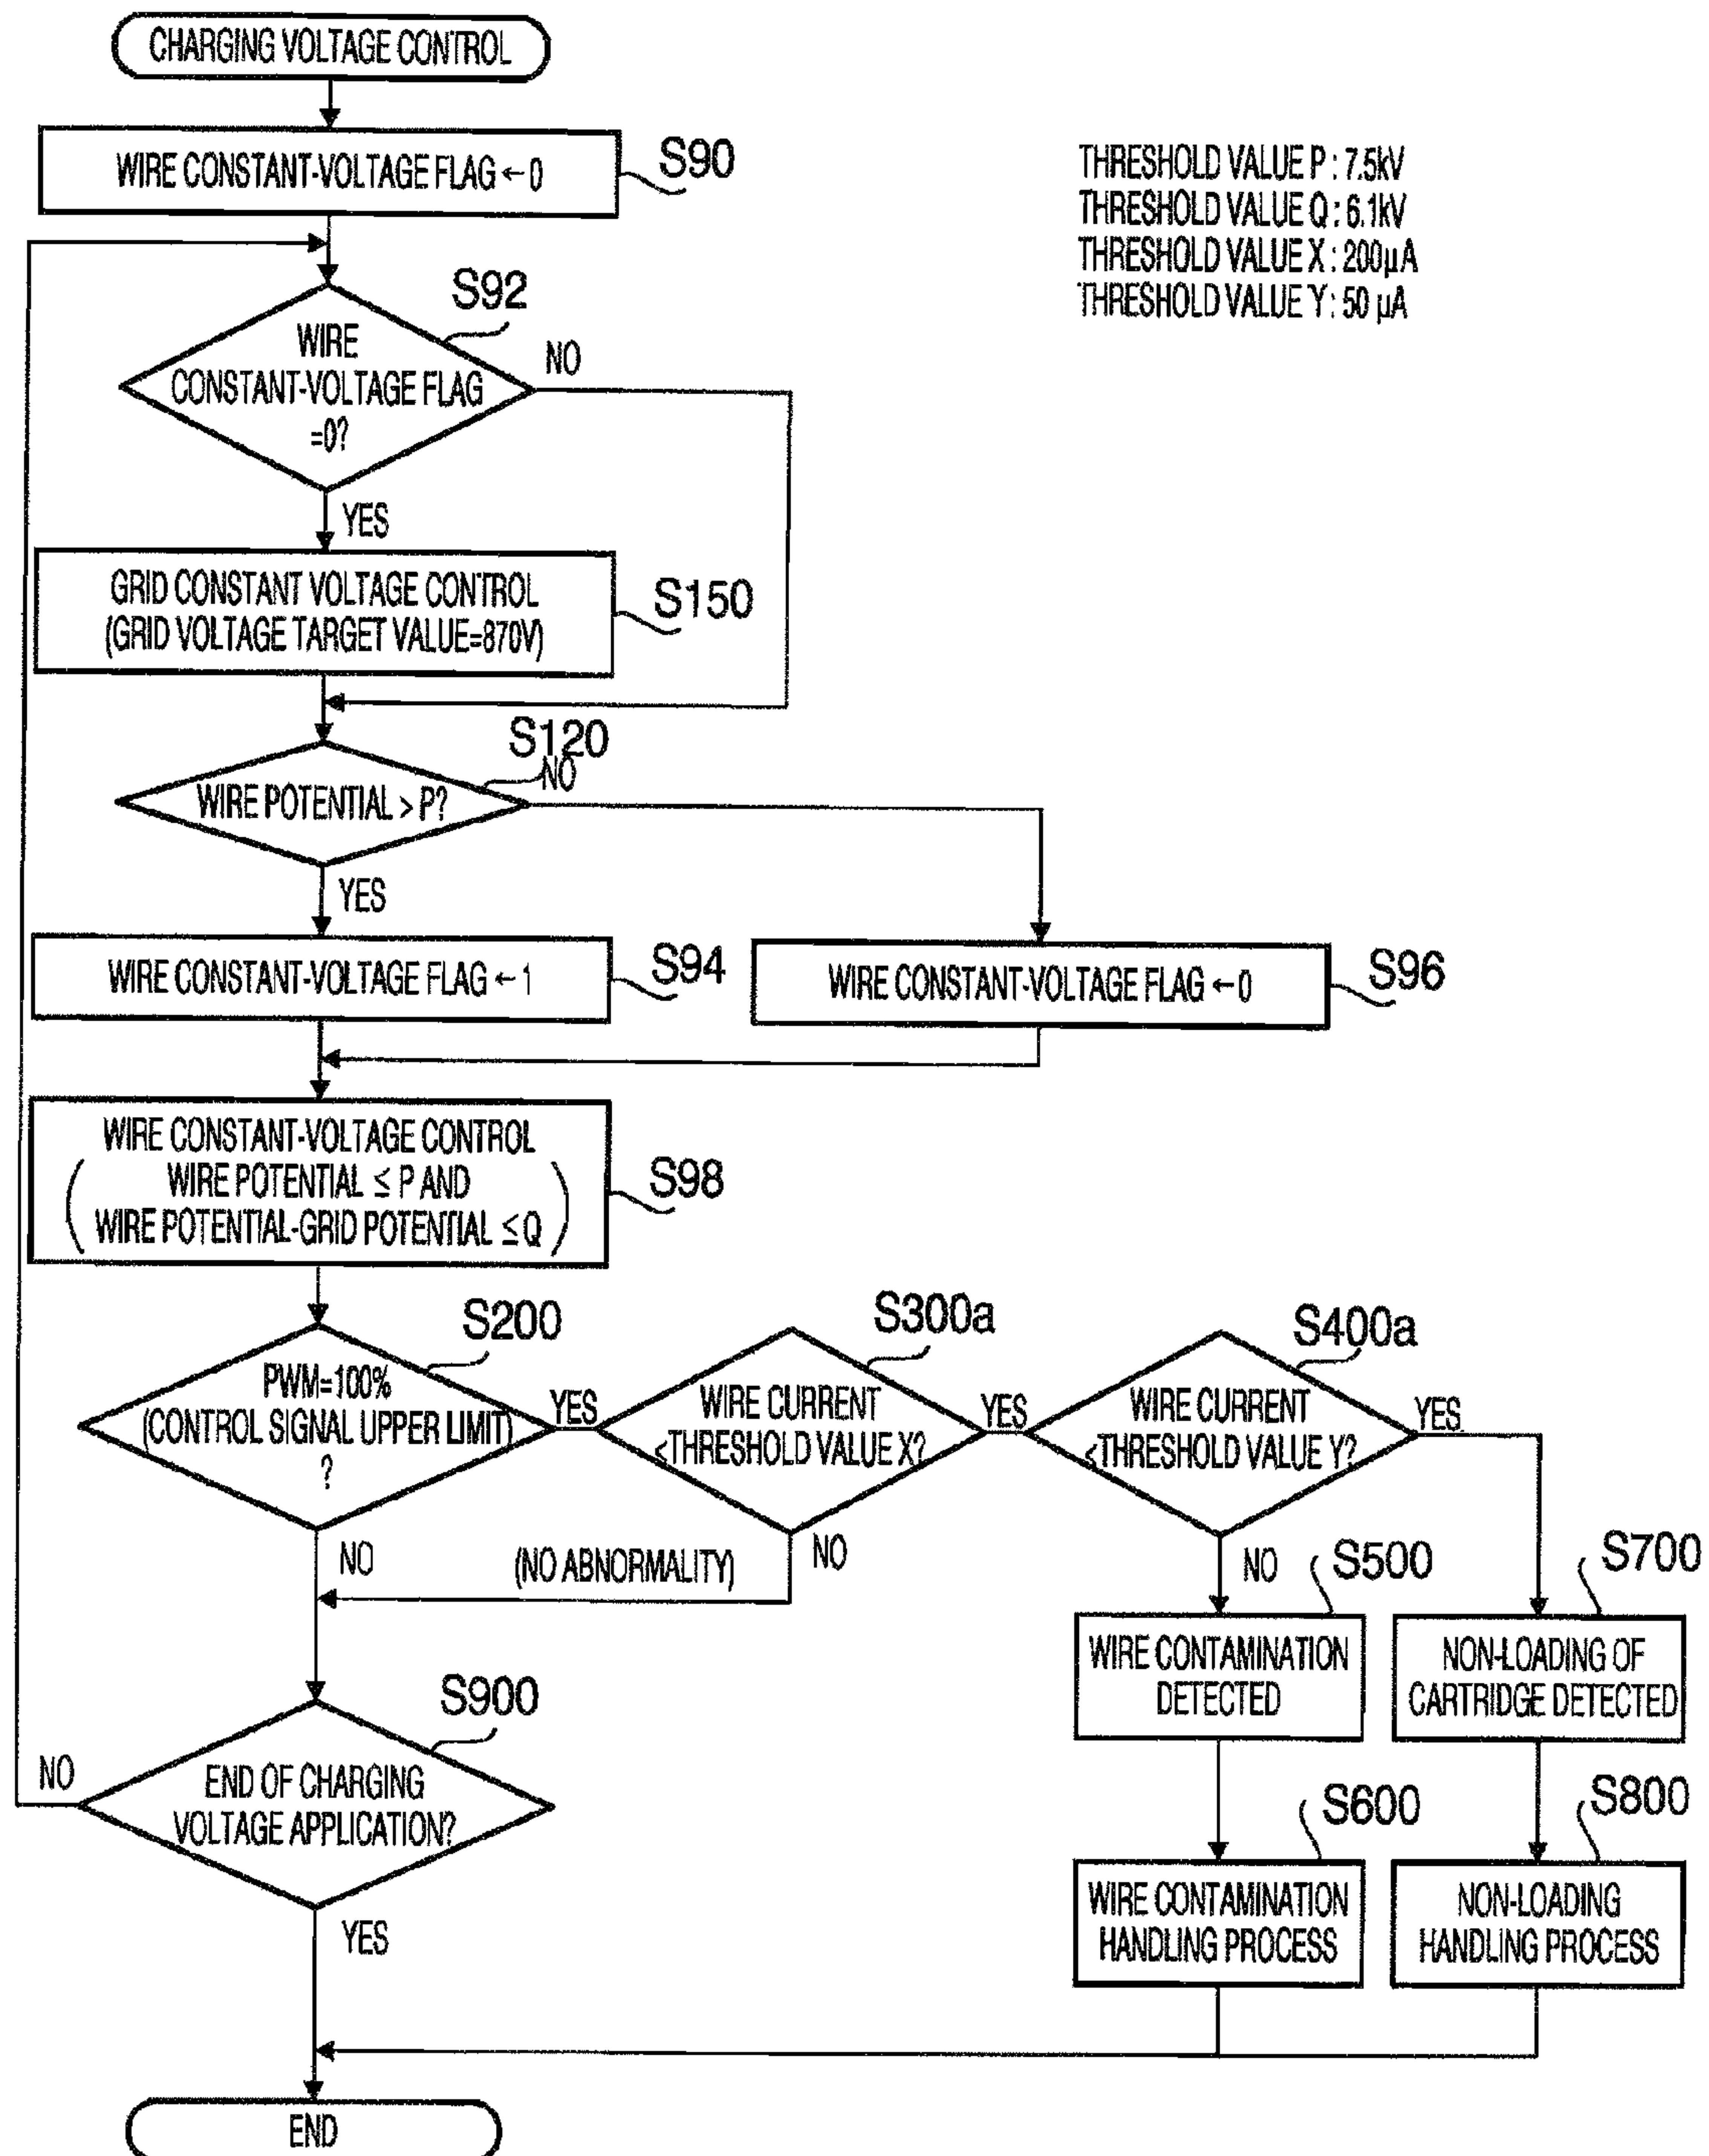 CHARGING VOLTAGE CONTROL
WIRE CONSTANT-VOLTAGE FLAG ← 0
S90
THRESHOLD VALUE P : 7.5kV
THRESHOLD VALUE Q : 6.1kV
THRESHOLD VALUE X : 200μA
THRESHOLD VALUE Y : 50 μA
S92
WIRE
CONSTANT-VOLTAGE FLAG
=0?
NO
YES
GRID CONSTANT VOLTAGE CONTROL
(GRID VOLTAGE TARGET VALUE=870V)
S150
S120
NO
WIRE POTENTIAL > P?
YES
WIRE CONSTANT-VOLTAGE FLAG ← 1
S94
WIRE CONSTANT-VOLTAGE FLAG ← 0
S96
WIRE CONSTANT-VOLTAGE CONTROL
( WIRE POTENTIAL ≤ P AND
WIRE POTENTIAL-GRID POTENTIAL ≤ Q )
S98
S200
PWM=100%
(CONTROL SIGNAL UPPER LIMIT)
?
YES
NO
S300a
WIRE CURRENT
<THRESHOLD VALUE X?
YES
NO
(NO ABNORMALITY)
S400a
WIRE CURRENT
<THRESHOLD VALUE Y?
YES
NO
S500
WIRE CONTAMINATION
DETECTED
S700
NON-LOADING OF
CARTRIDGE DETECTED
S900
END OF CHARGING
VOLTAGE APPLICATION?
NO
YES
S600
WIRE CONTAMINATION
HANDLING PROCESS
S800
NON-LOADING
HANDLING PROCESS
END